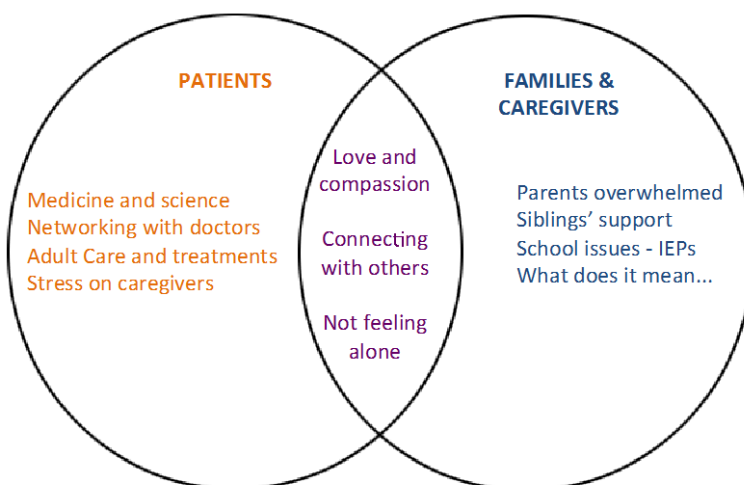 PATIENTS
Medicine and science
Networking with doctors
Adult Care and treatments
Stress on caregivers
Love and
compassion
Connecting
with others
Not feeling
alone
FAMILIES &
CAREGIVERS
Parents overwhelmed
Siblings’ support
School issues - IEPs
What does it mean...